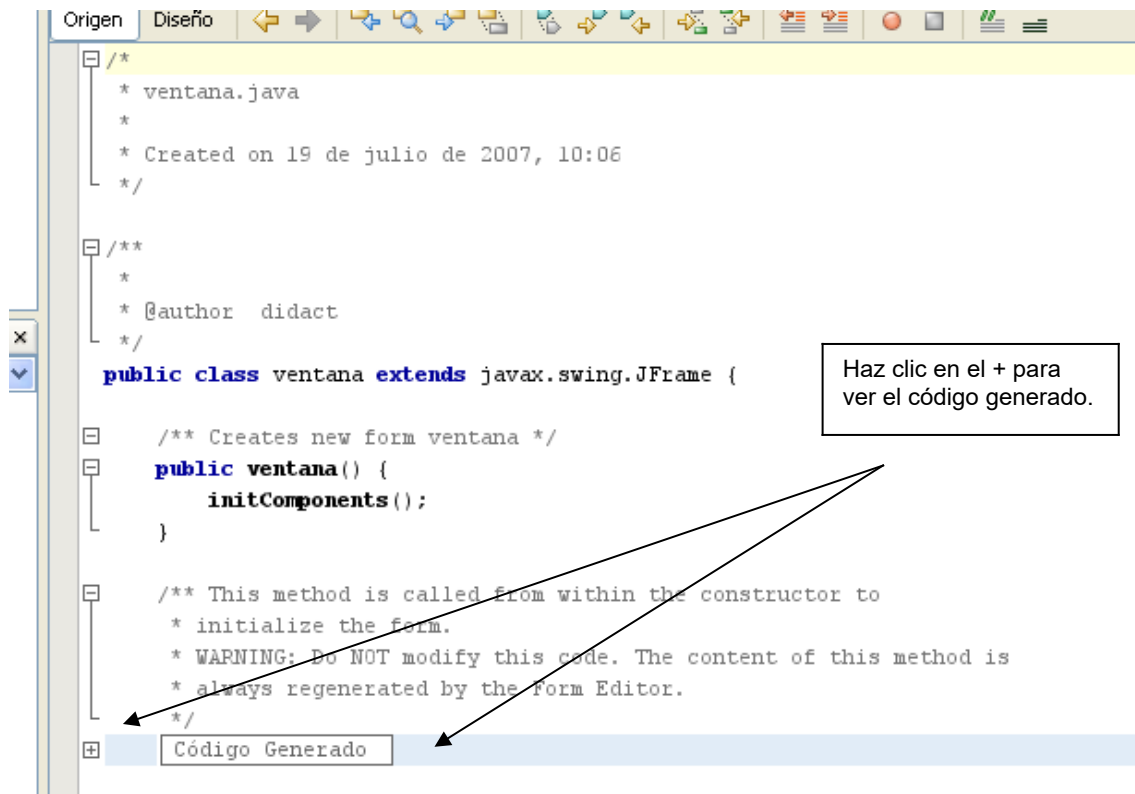 Origen Diseño
/*
* ventana.java
*
* Created on 19 de julio de 2007, 10:06
*/
/**
*
* @author  didact
*/
public class ventana extends javax.swing.JFrame {
Haz clic en el + para
ver el código generado.
/** Creates new form ventana */
public ventana() {
initComponents();
}
/** This method is called from within the constructor to
* initialize the form.
* WARNING: Do NOT modify this code. The content of this method is
* always regenerated by the Form Editor.
*/
Código Generado